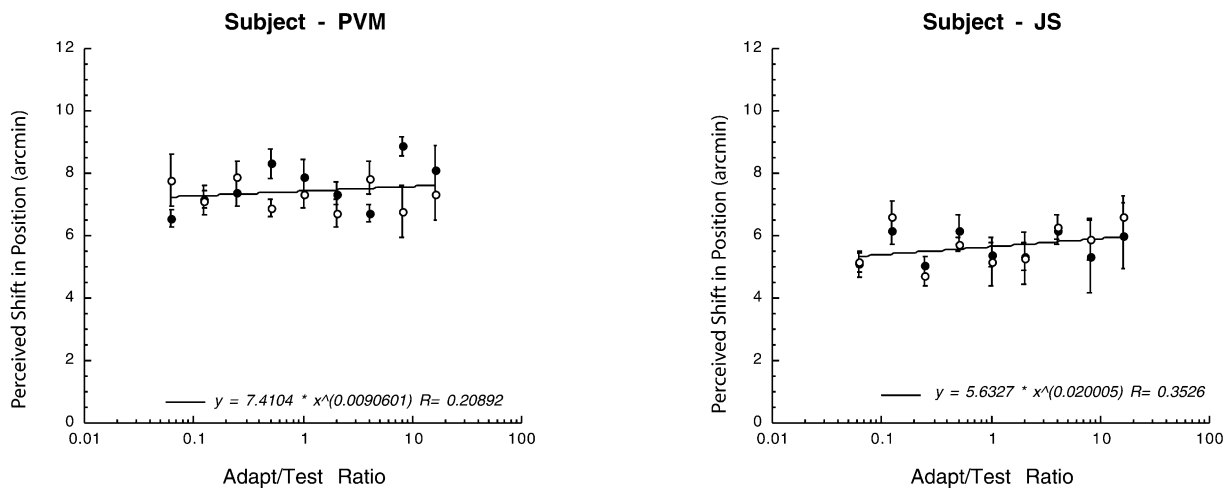 Subject - PVM
Perceived Shift in Position (arcmin)
12
10
8
6
4
2
0
y = 7.4104 * x^(0.0090601) R= 0.20892
0.01 0.1 1 10 100
Adapt/Test Ratio
Subject - JS
Perceived Shift in Position (arcmin)
12
10
8
6
4
2
0
y = 5.6327 * x^(0.020005) R= 0.3526
0.01 0.1 1 10 100
Adapt/Test Ratio